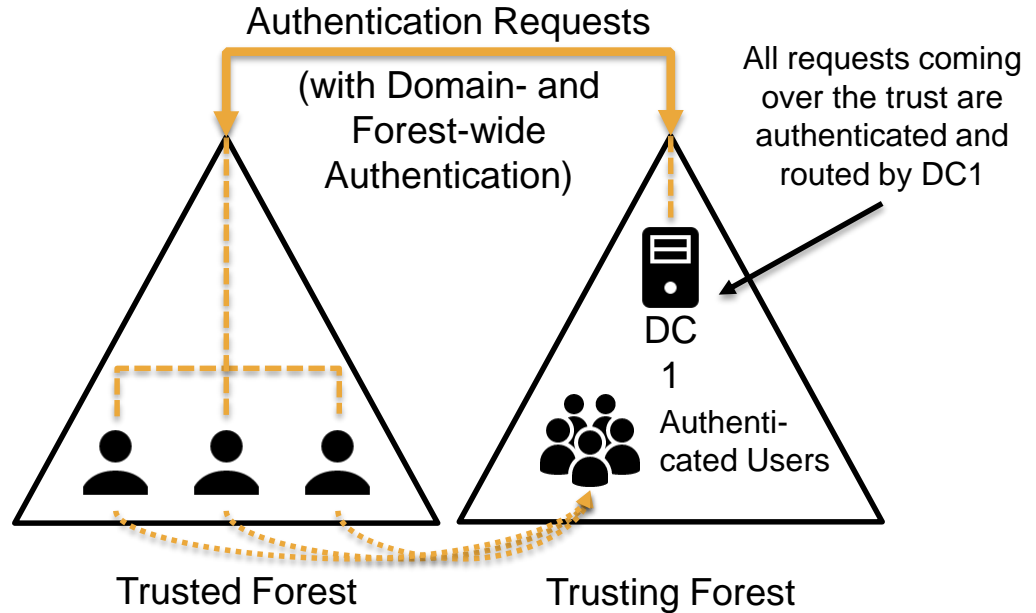 Authentication Requests
(with Domain- and
Forest-wide
Authentication)
All requests coming
over the trust are
authenticated and
routed by DC1
DC
1
Authenti-
cated Users
Trusted Forest
Trusting Forest